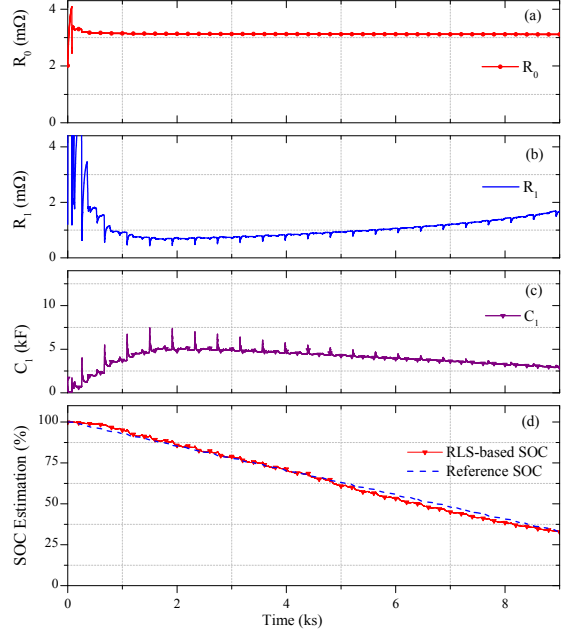 (a)
R₀ (mΩ)
4
2
0
R₀
(b)
R₁ (mΩ)
4
2
0
R₁
(c)
C₁ (kF)
15
10
5
0
C₁
(d)
SOC Estimation (%)
100
75
50
25
0
RLS-based SOC
Reference SOC
0 2 4 6 8
Time (ks)